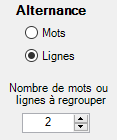 Alternance
Mots
Lignes
Nombre de mots ou
lignes à regrouper
2